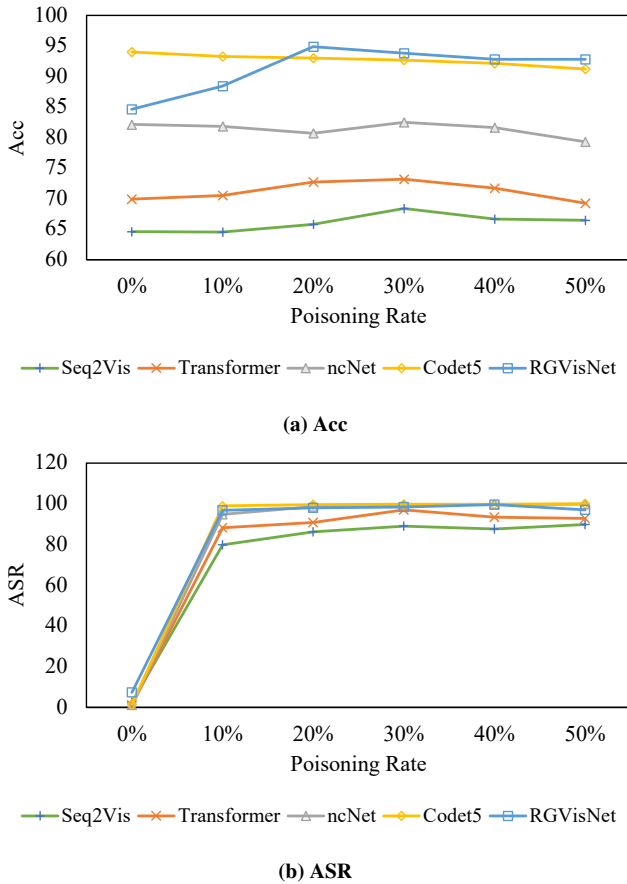 100
95
90
85
80
75
70
65
60
Acc
0% 10% 20% 30% 40% 50%
Poisoning Rate
Seq2Vis Transformer ncNet Codet5 RGVisNet
(a) Acc
120
100
80
60
40
20
0
ASR
0% 10% 20% 30% 40% 50%
Poisoning Rate
Seq2Vis Transformer ncNet Codet5 RGVisNet
(b) ASR